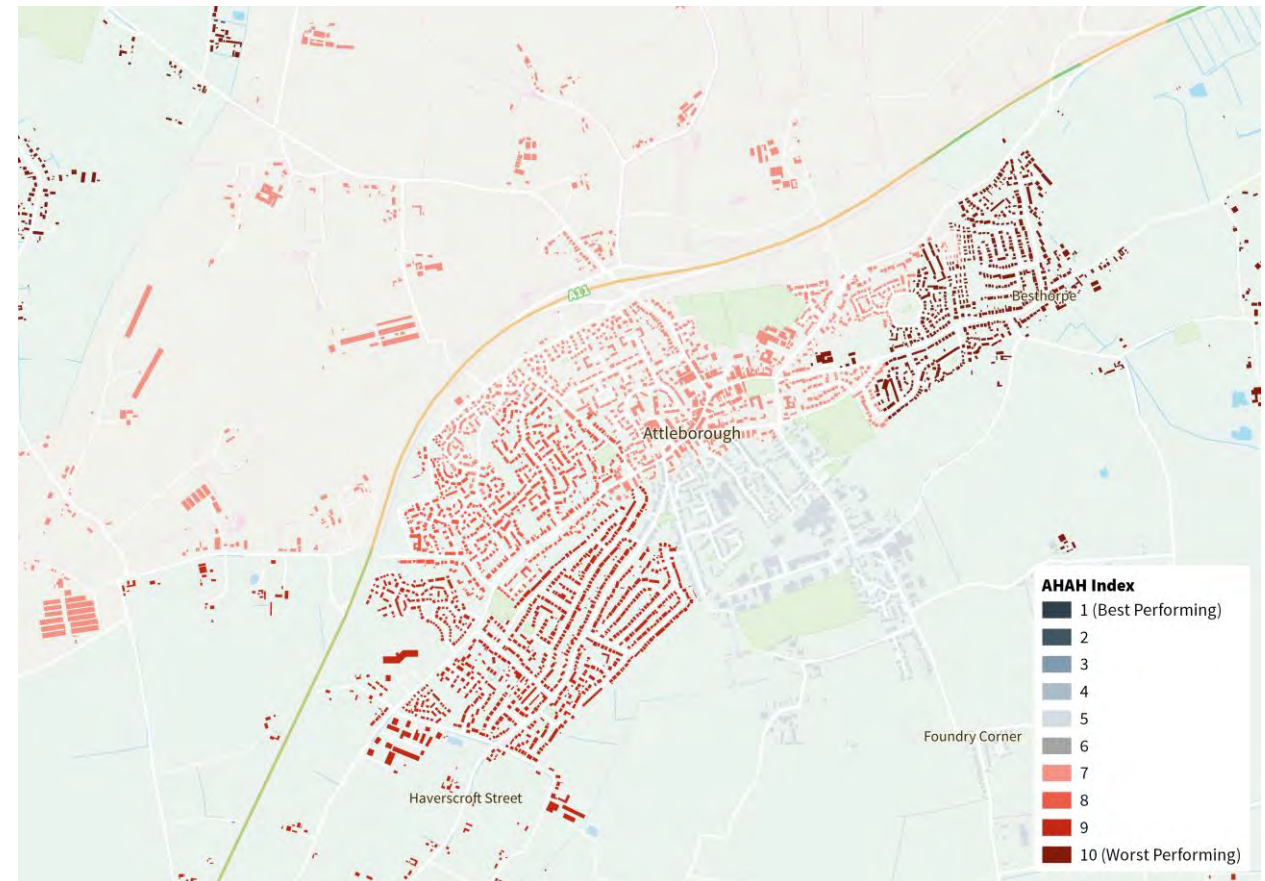 A11
Besthorpe
Attleborough
Foundry Corner
Haverscroft Street
AHAH Index
1 (Best Performing)
2
3
4
5
6
7
8
9
10 (Worst Performing)